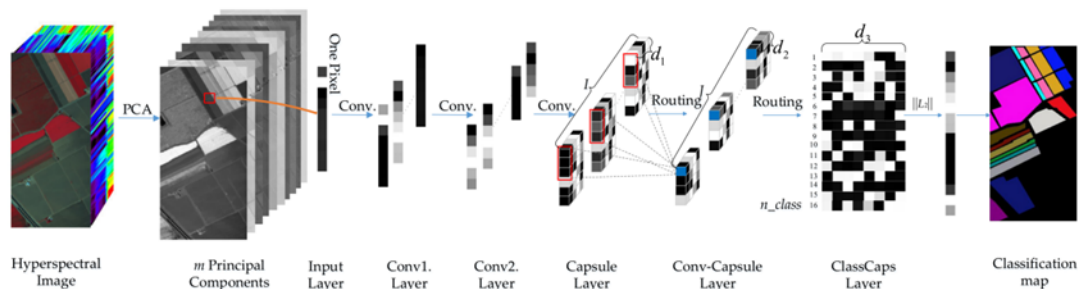 PCA
One Pixel
Conv.
Conv.
Conv.
d₁
Routing
d₂
Routing
d₃
1
2
3
4
5
6
7
8
9
10
11
12
13
14
15
16
n_class
||L₂||
Hyperspectral
Image
m Principal
Components
Input
Layer
Conv1.
Layer
Conv2.
Layer
Capsule
Layer
Conv-Capsule
Layer
ClassCaps
Layer
Classification
map